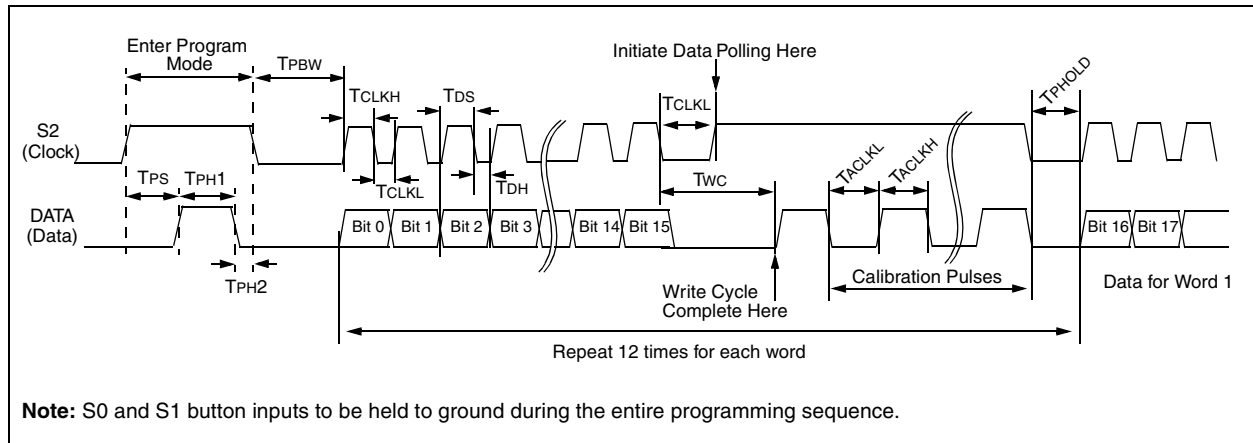 Enter Program
Mode
TPBW
Initiate Data Polling Here
TCLKH
TDS
TCLKL
TPHOLD
S2
(Clock)
TPS
TPH1
TCLKL
TDH
TWC
TACLKL
TACLKH
DATA
(Data)
Bit 0
Bit 1
Bit 2
Bit 3
Bit 14
Bit 15
Bit 16
Bit 17
TPH2
Write Cycle
Complete Here
Calibration Pulses
Data for Word 1
Repeat 12 times for each word
Note: S0 and S1 button inputs to be held to ground during the entire programming sequence.